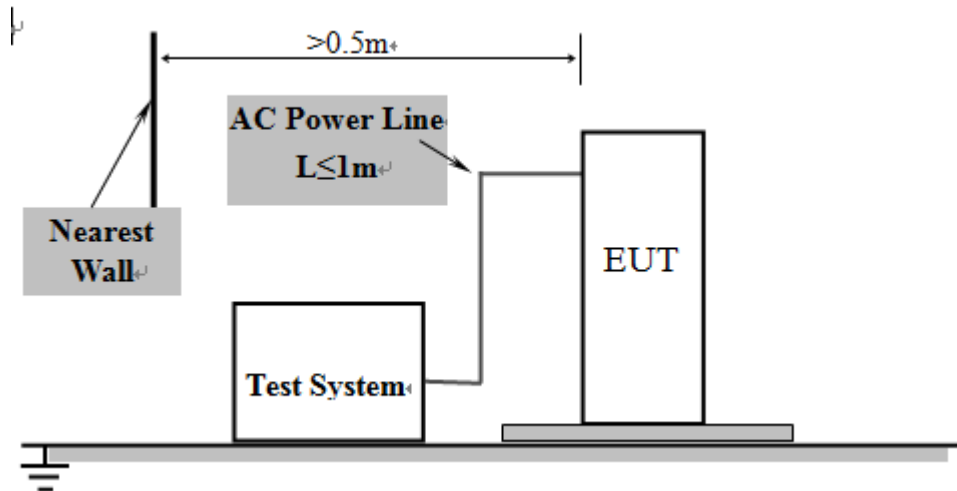 >0.5m
AC Power Line
L≤1m
Nearest
Wall
EUT
Test System